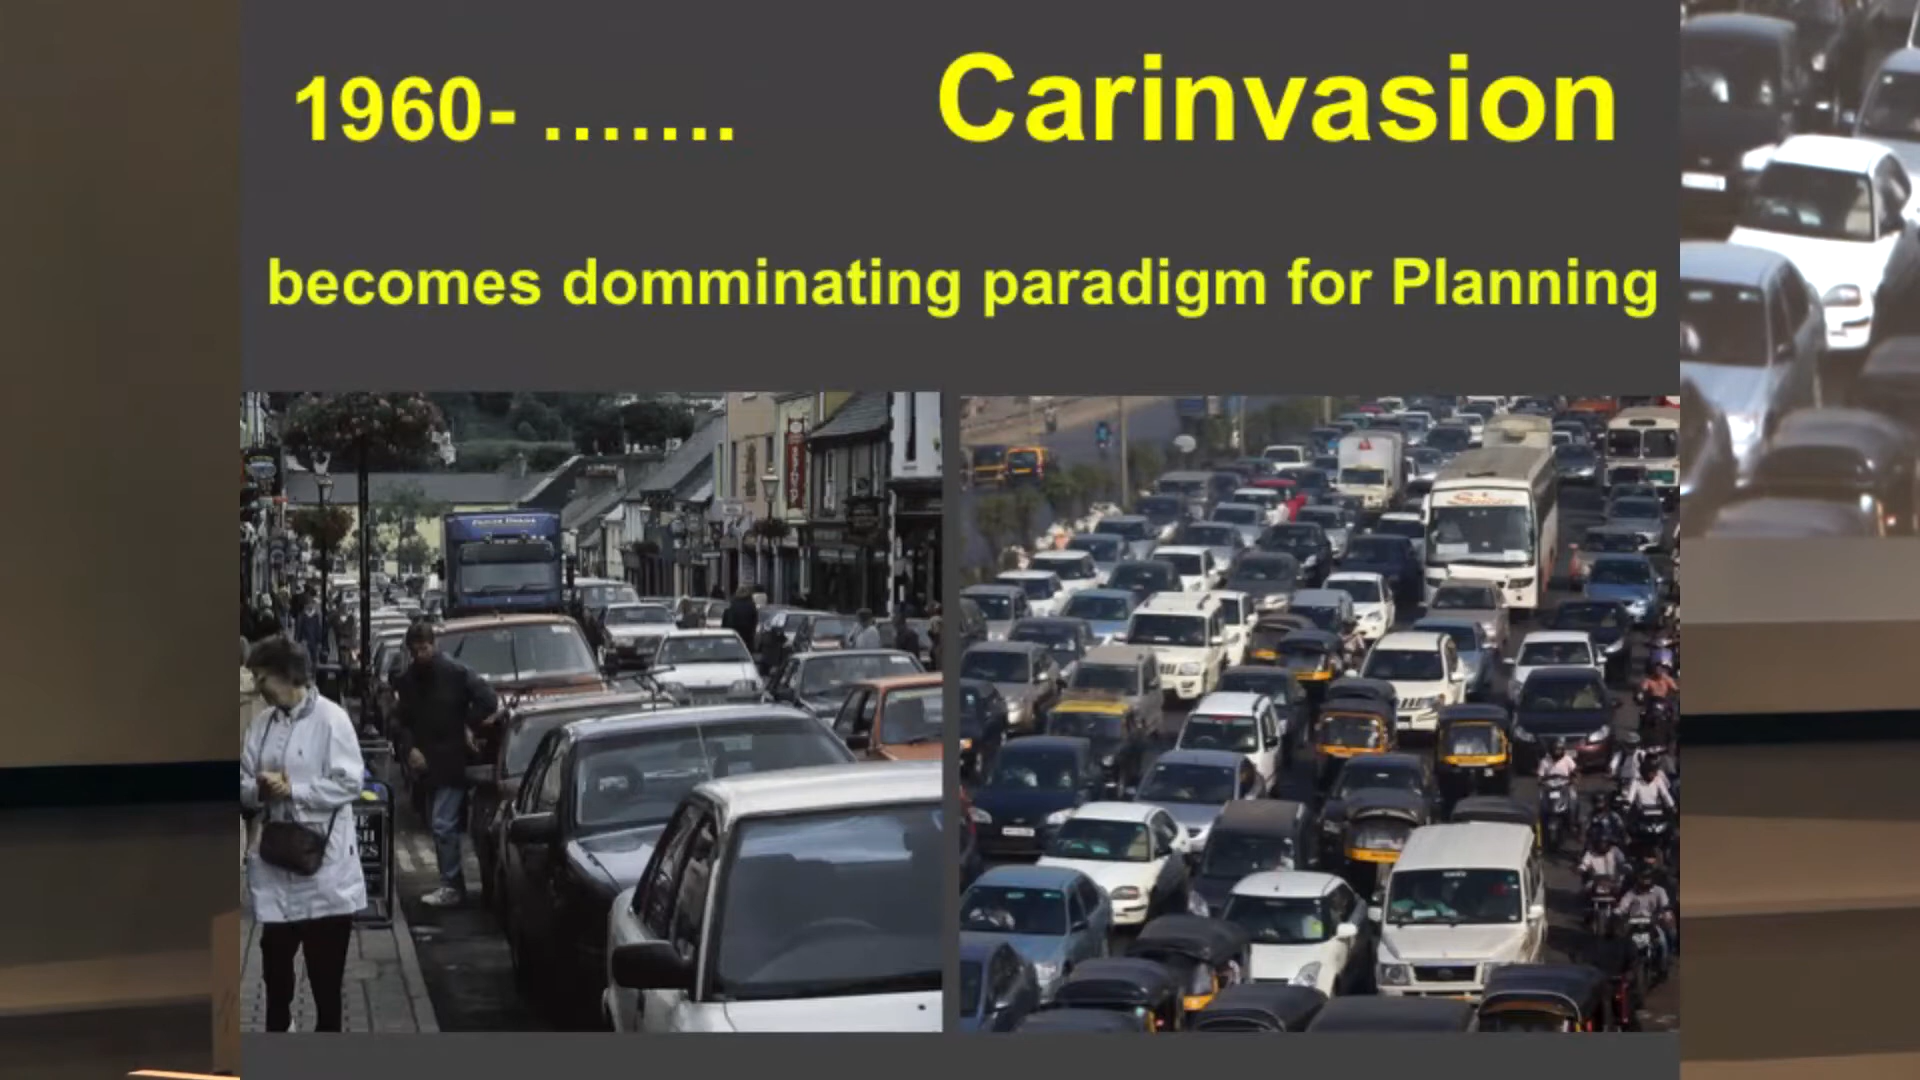 1960- ....... Carinvasion
becomes domminating paradigm for Planning